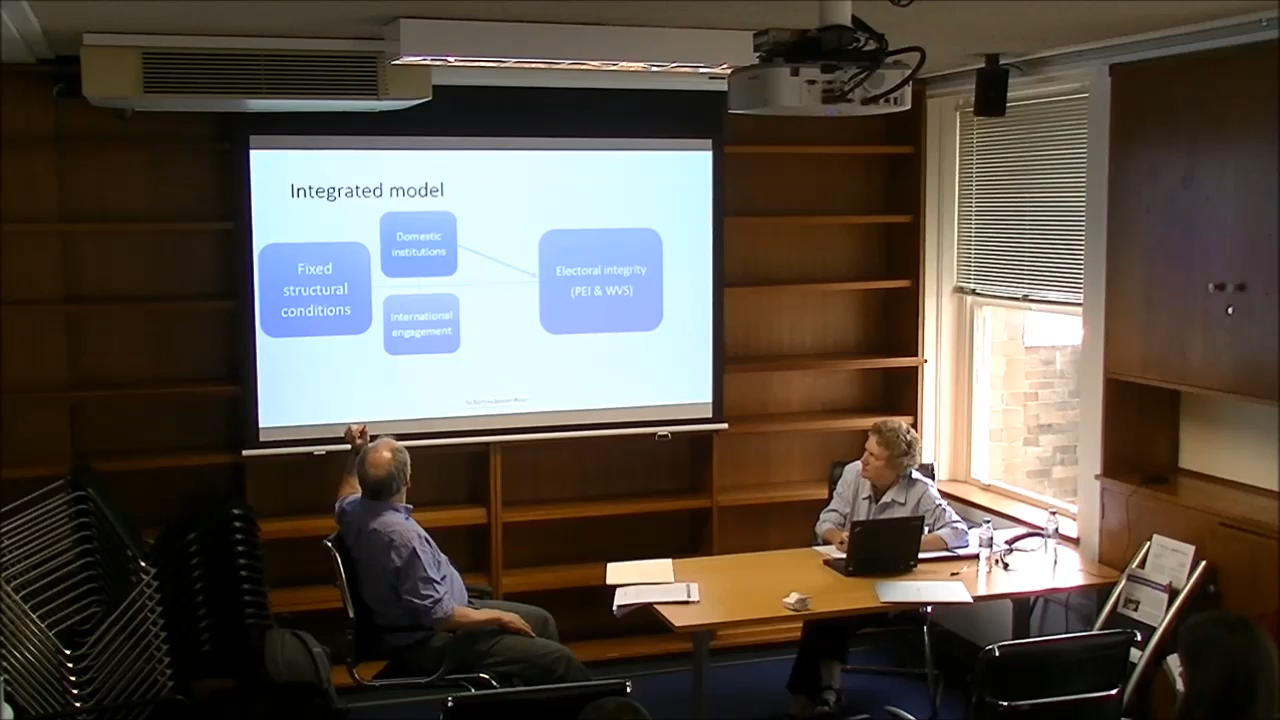 Integrated model
Domestic
institutions
Fixed
structural
conditions
International
engagement
Electoral integrity
(PEI & WVS)